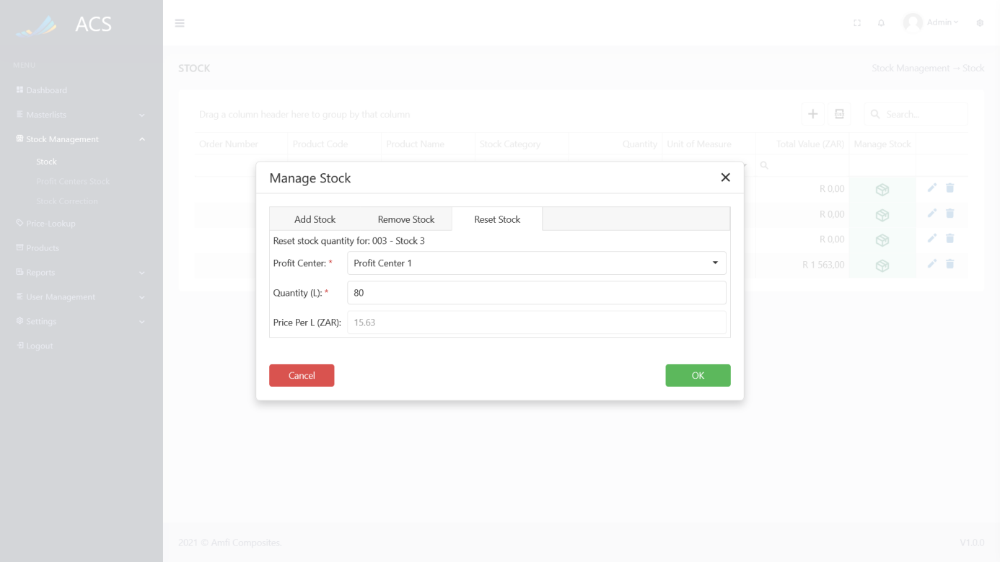 ACS
Admin
MENU
STOCK
Stock Management → Stock
Dashboard
Masterlists
Stock Management
Stock
Profit Centers Stock
Stock Correction
Price-Lookup
Products
Reports
User Management
Settings
Logout
Drag a column header here to group by that column
Search...
Order Number Product Code Product Name Stock Category Quantity Unit of Measure Total Value (ZAR) Manage Stock
R 0,00
R 0,00
R 0,00
R 1 563,00
Manage Stock
Add Stock Remove Stock Reset Stock
Reset stock quantity for: 003 - Stock 3
Profit Center: * Profit Center 1
Quantity (L): * 80
Price Per L (ZAR): 15.63
Cancel OK
2021 © Amfi Composites. V1.0.0